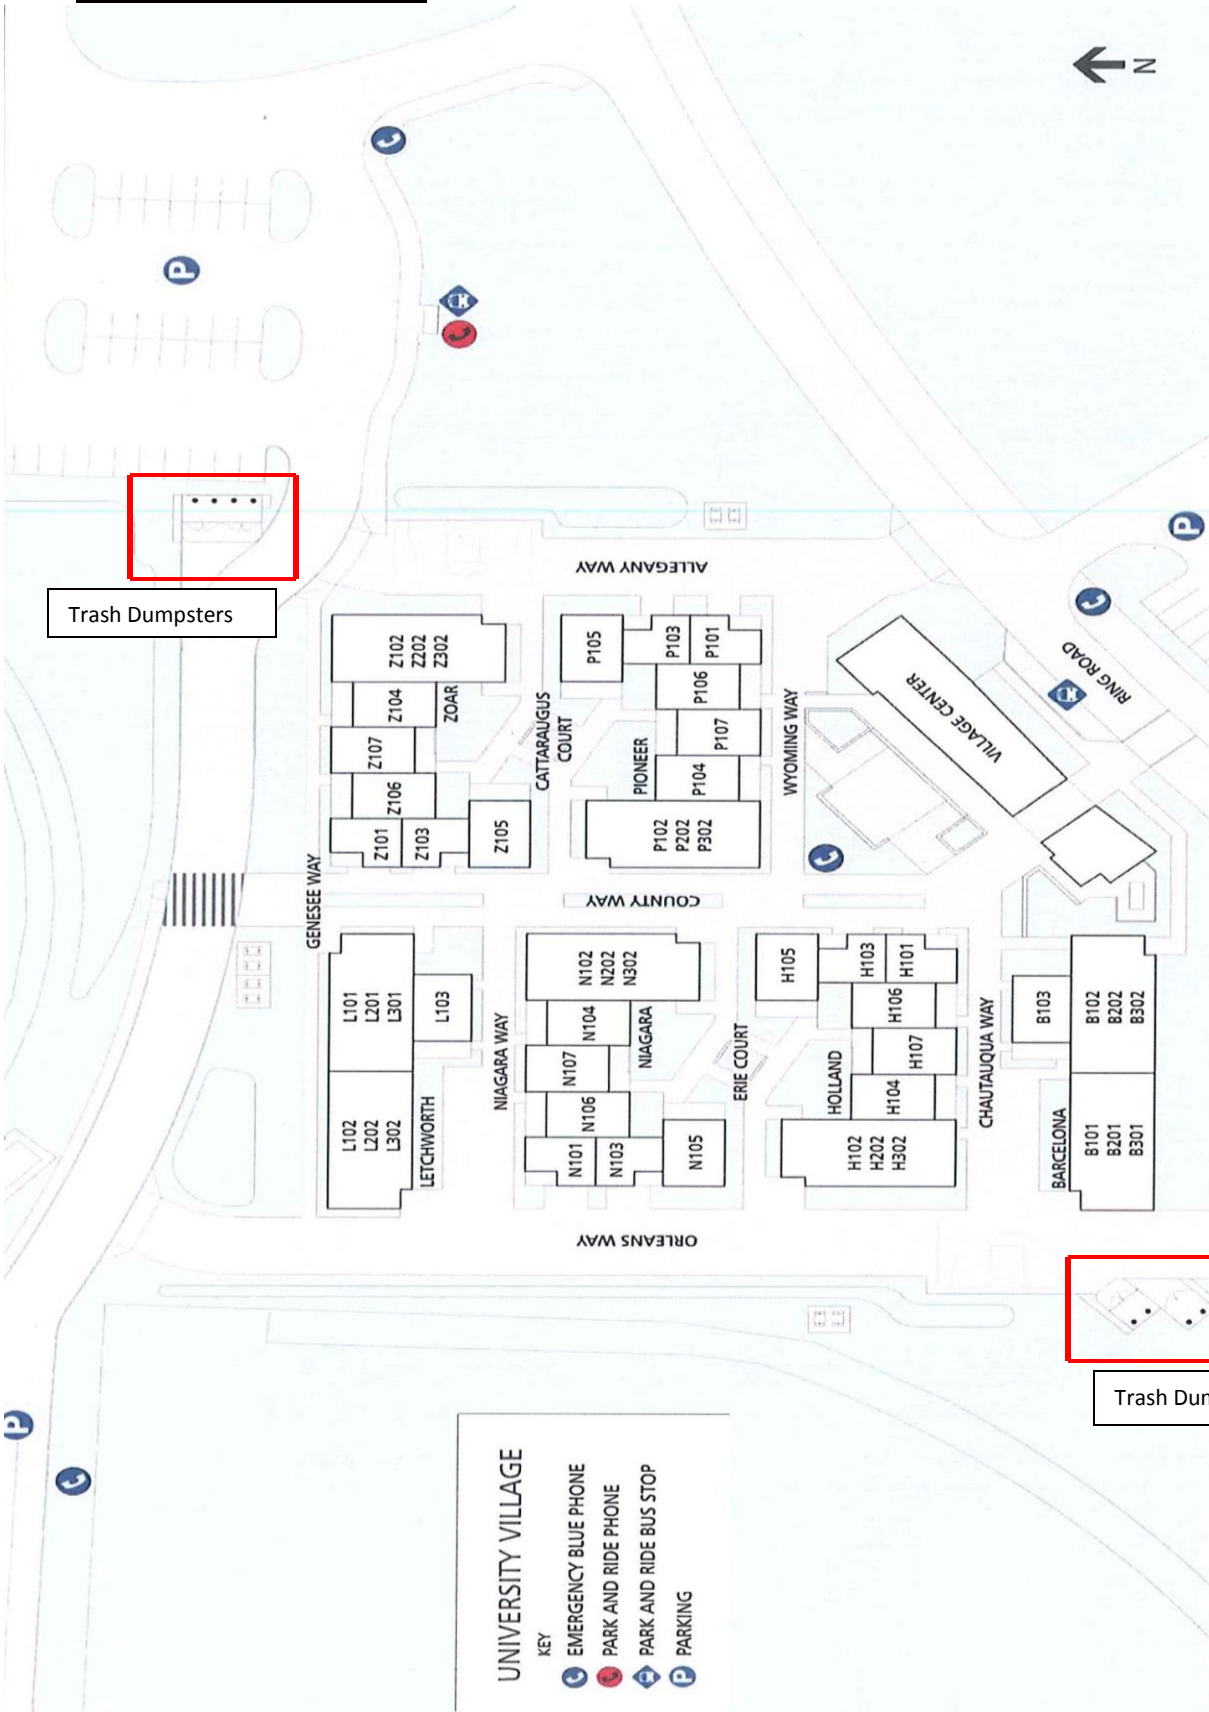 N
Trash Dumpsters
GENESEE WAY
ALLEGANY WAY
Z102
Z202
Z302
Z104
ZOAR
Z107
Z106
Z101
Z103
Z105
CATTARAUGUS
COURT
P105
P103
P101
P106
P107
PIONEER
P104
P102
P202
P302
WYOMING WAY
VILLAGE CENTER
RING ROAD
COUNTY WAY
L101
L201
L301
L103
L102
L202
L302
LETCHWORTH
NIAGARA WAY
N102
N202
N302
N104
NIAGARA
N107
N106
N101
N103
N105
ERIE COURT
H105
H103
H101
H106
H107
HOLLAND
H104
H102
H202
H302
CHAUTAUQUA WAY
B103
B102
B202
B302
BARCELONA
B101
B201
B301
ORLEANS WAY
Trash Dum
P
P
P
UNIVERSITY VILLAGE
KEY
EMERGENCY BLUE PHONE
PARK AND RIDE PHONE
PARK AND RIDE BUS STOP
P PARKING